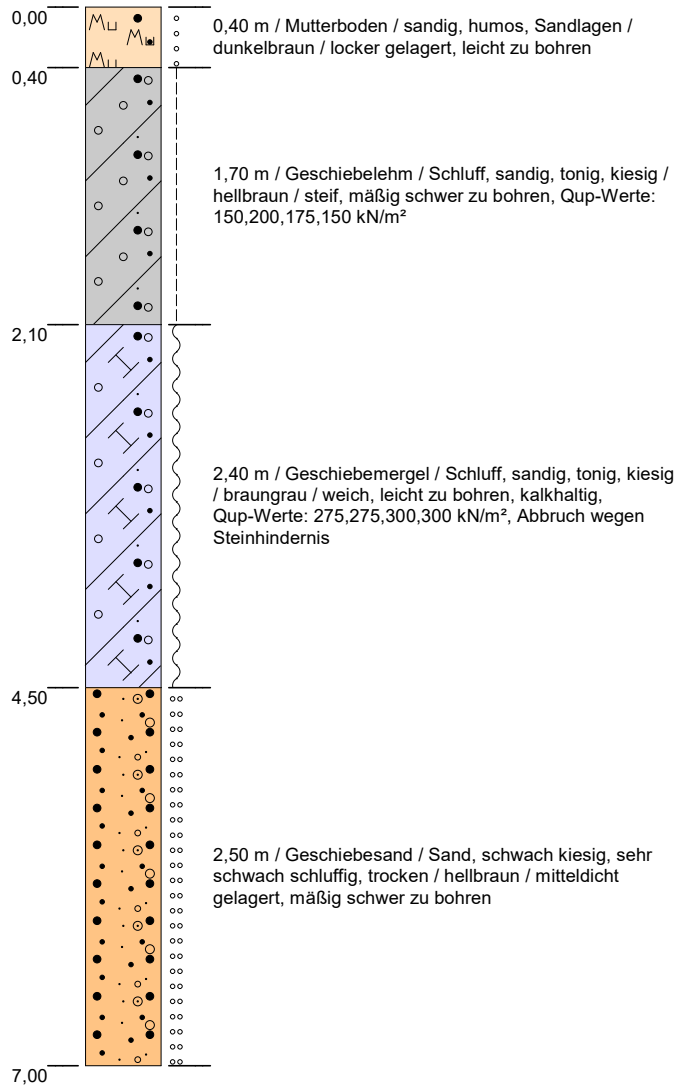 0,00
0,40 m / Mutterboden / sandig, humos, Sandlagen /
dunkelbraun / locker gelagert, leicht zu bohren
0,40
1,70 m / Geschiebelehm / Schluff, sandig, tonig, kiesig /
hellbraun / steif, mäßig schwer zu bohren, Qup-Werte:
150,200,175,150 kN/m²
2,10
2,40 m / Geschiebemergel / Schluff, sandig, tonig, kiesig
/ braungrau / weich, leicht zu bohren, kalkhaltig,
Qup-Werte: 275,275,300,300 kN/m², Abbruch wegen
Steinhindernis
4,50
2,50 m / Geschiebesand / Sand, schwach kiesig, sehr
schwach schluffig, trocken / hellbraun / mitteldicht
gelagert, mäßig schwer zu bohren
7,00